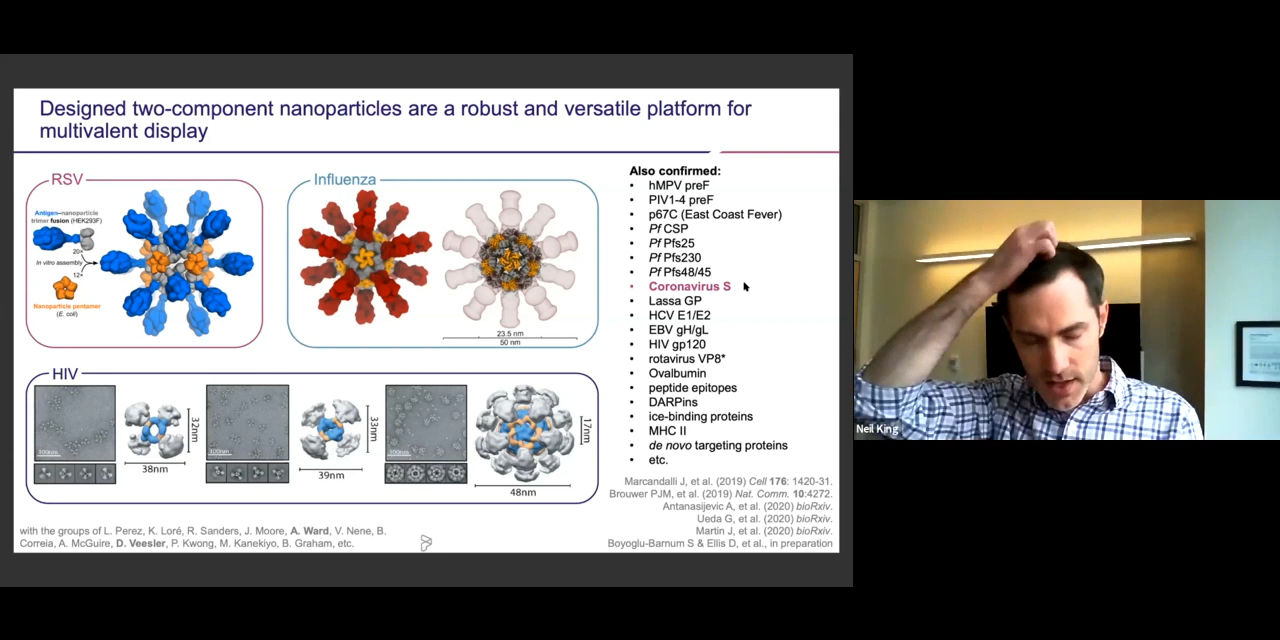 Designed two-component nanoparticles are a robust and versatile platform for
multivalent display
RSV
Antigen–nanoparticle
trimer fusion (HEK293F)
20×
In vitro assembly
12×
Nanoparticle pentamer
(E. coli)
Influenza
23.5 nm
50 nm
HIV
100nm
38nm
32nm
100nm
39nm
33nm
100nm
48nm
17nm
Also confirmed:
• hMPV preF
• PIV1-4 preF
• p67C (East Coast Fever)
• Pf CSP
• Pf Pfs25
• Pf Pfs230
• Pf Pfs48/45
• Coronavirus S
• Lassa GP
• HCV E1/E2
• EBV gH/gL
• HIV gp120
• rotavirus VP8*
• Ovalbumin
• peptide epitopes
• DARPins
• ice-binding proteins
• MHC II
• de novo targeting proteins
• etc.
Marcandalli J, et al. (2019) Cell 176: 1420-31.
Brouwer PJM, et al. (2019) Nat. Comm. 10:4272.
Antanasijevic A, et al. (2020) bioRxiv.
Ueda G, et al. (2020) bioRxiv.
Martin J, et al. (2020) bioRxiv.
Boyoglu-Barnum S & Ellis D, et al., in preparation
with the groups of L. Perez, K. Loré, R. Sanders, J. Moore, A. Ward, V. Nene, B.
Correia, A. McGuire, D. Veesler, P. Kwong, M. Kanekiyo, B. Graham, etc.
Neil King